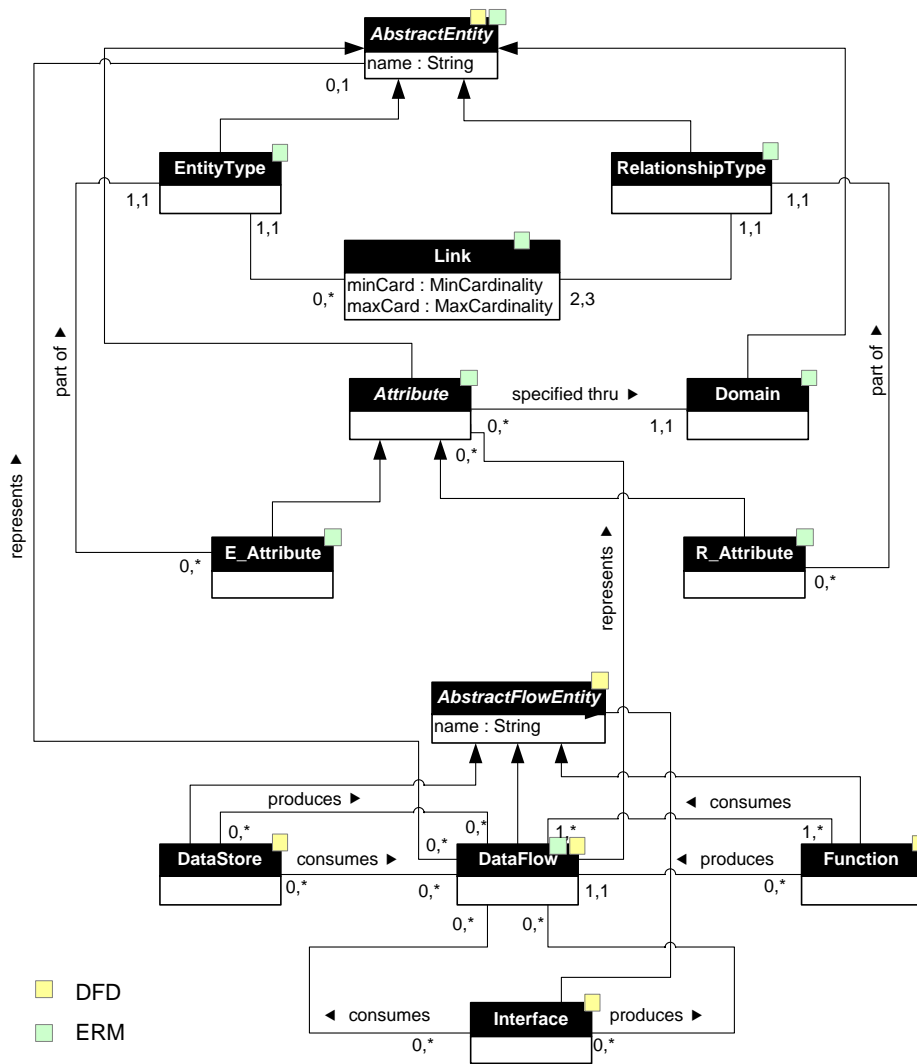 AbstractEntity
name : String
0,1
EntityType
RelationshipType
1,1
1,1
1,1
1,1
Link
minCard : MinCardinality
maxCard : MaxCardinality
0,*
2,3
part of ▲
part of ▲
Attribute
specified thru ►
Domain
0,*
1,1
0,*
represents ▲
represents ▲
E_Attribute
R_Attribute
0,*
0,*
AbstractFlowEntity
name : String
produces ►
◄ consumes
0,*
0,*
1,*
1,*
DataStore
consumes ►
0,*
DataFlow
◄ produces
Function
0,*
0,*
1,1
0,*
0,*
0,*
DFD
ERM
◄ consumes
Interface
produces ►
0,*
0,*